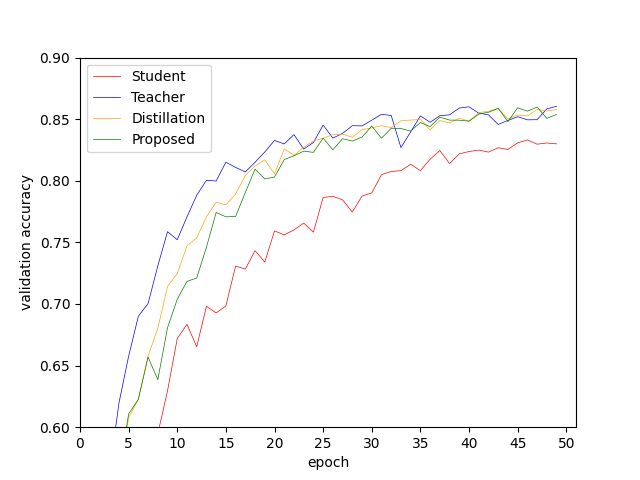 0.90
0.85
0.80
0.75
0.70
0.65
0.60
validation accuracy
Student
Teacher
Distillation
Proposed
0 5 10 15 20 25 30 35 40 45 50
epoch